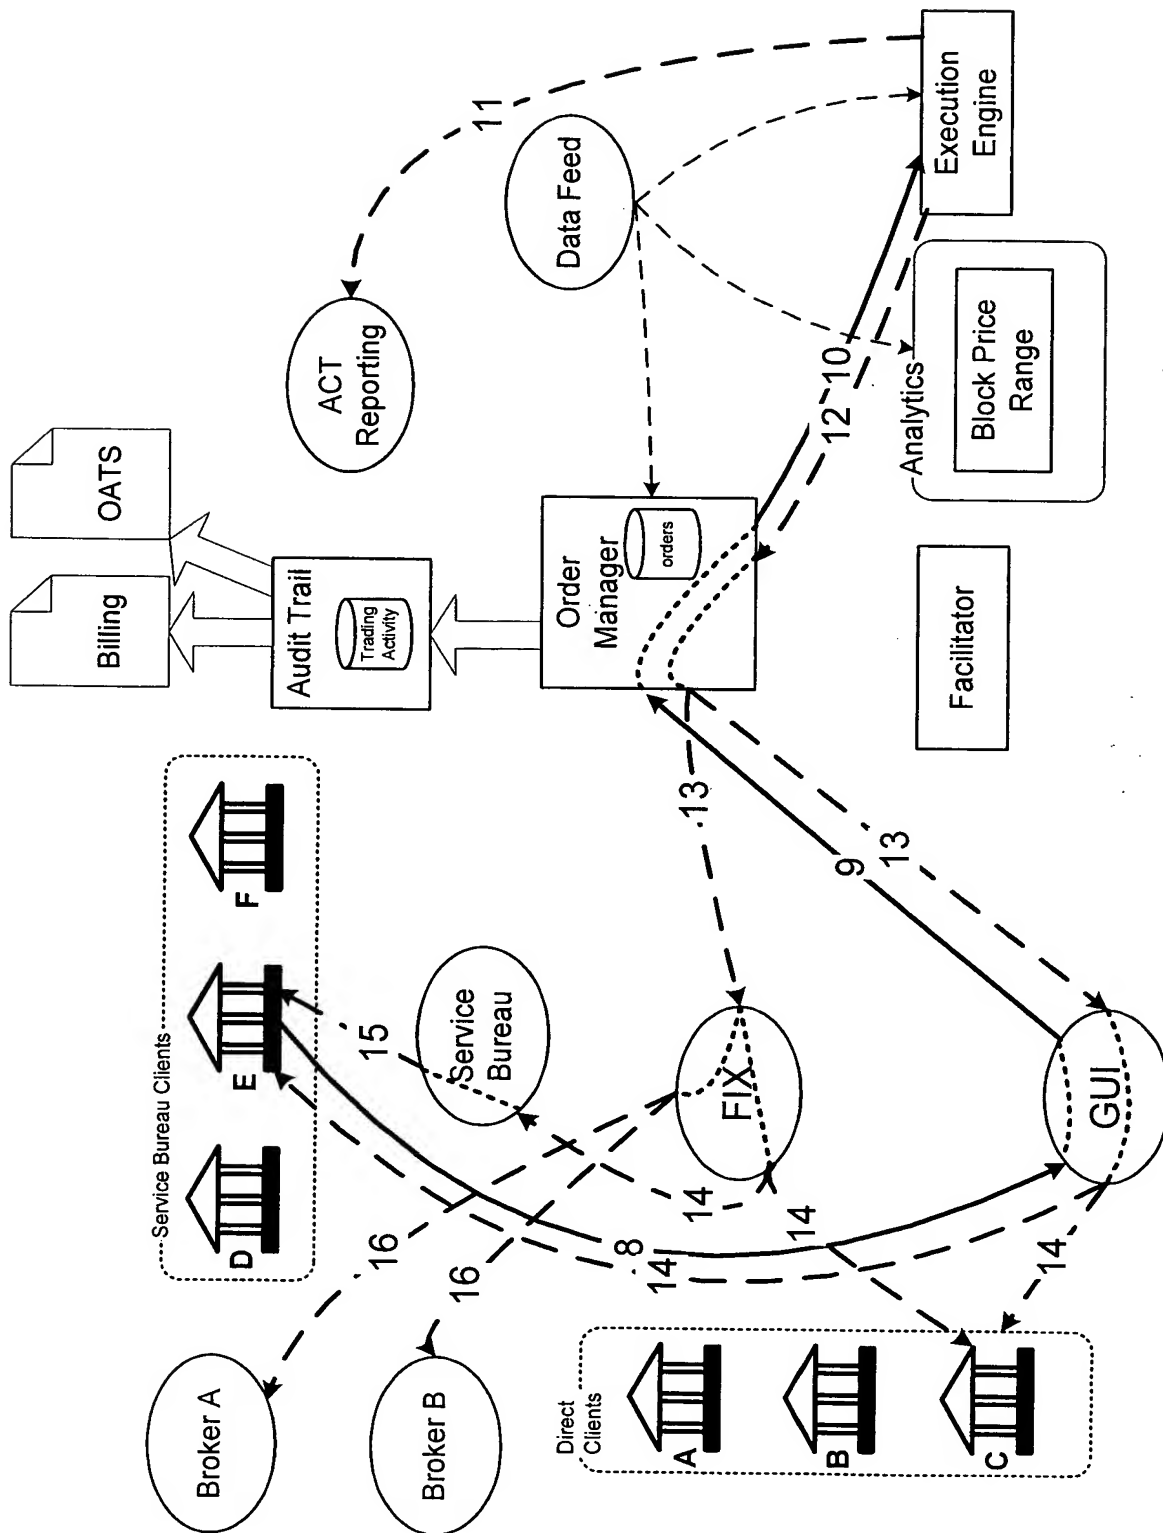 Broker A
Broker B
Direct
Clients
A
B
C
Service Bureau Clients
D
E
F
16
16
8
14
14
14
14
15
Service
Bureau
FIX
GUI
13
13
9
Billing
OATS
Audit Trail
Trading
Activity
Order
Manager
orders
Facilitator
ACT
Reporting
Data Feed
11
10
12
Analytics
Block Price
Range
Execution
Engine